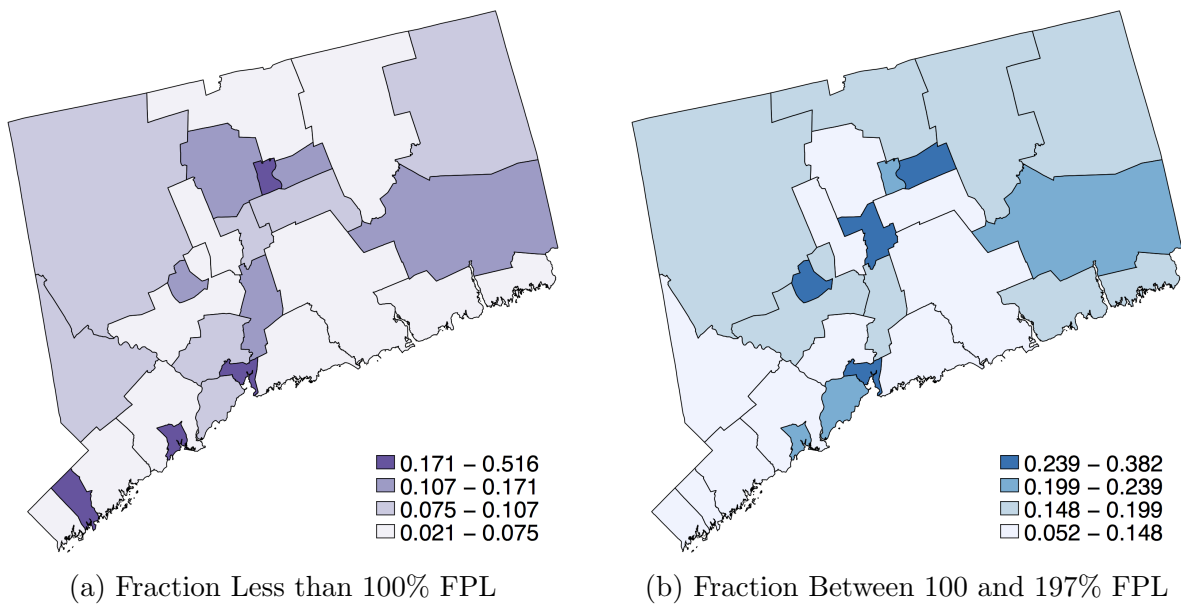 0.171 – 0.516
0.107 – 0.171
0.075 – 0.107
0.021 – 0.075
(a) Fraction Less than 100% FPL
0.239 – 0.382
0.199 – 0.239
0.148 – 0.199
0.052 – 0.148
(b) Fraction Between 100 and 197% FPL